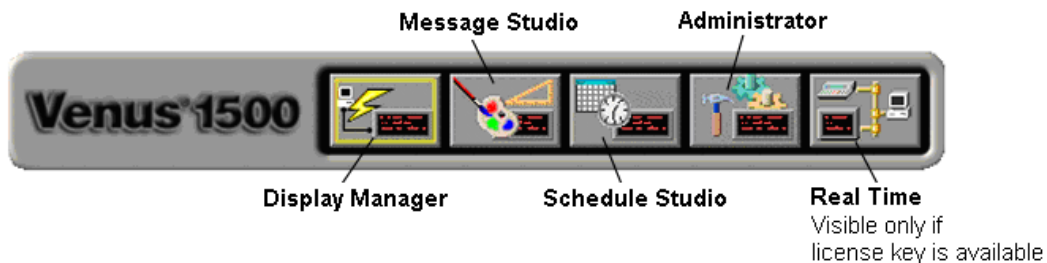 Message Studio
Administrator
Venus®1500
Display Manager
Schedule Studio
Real Time
Visible only if
license key is available